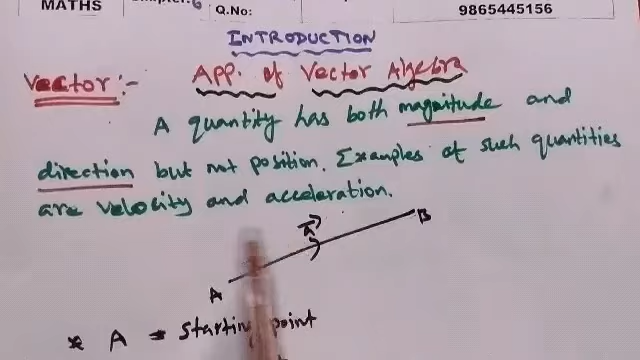 MATHS
Q.No:
9865445156
INTRODUCTION
Vector:-
App. of Vector Algebra
A quantity has both magnitude and
direction but not position. Examples of such quantities
are velocity and acceleration.
a
B
A
* A = starting point